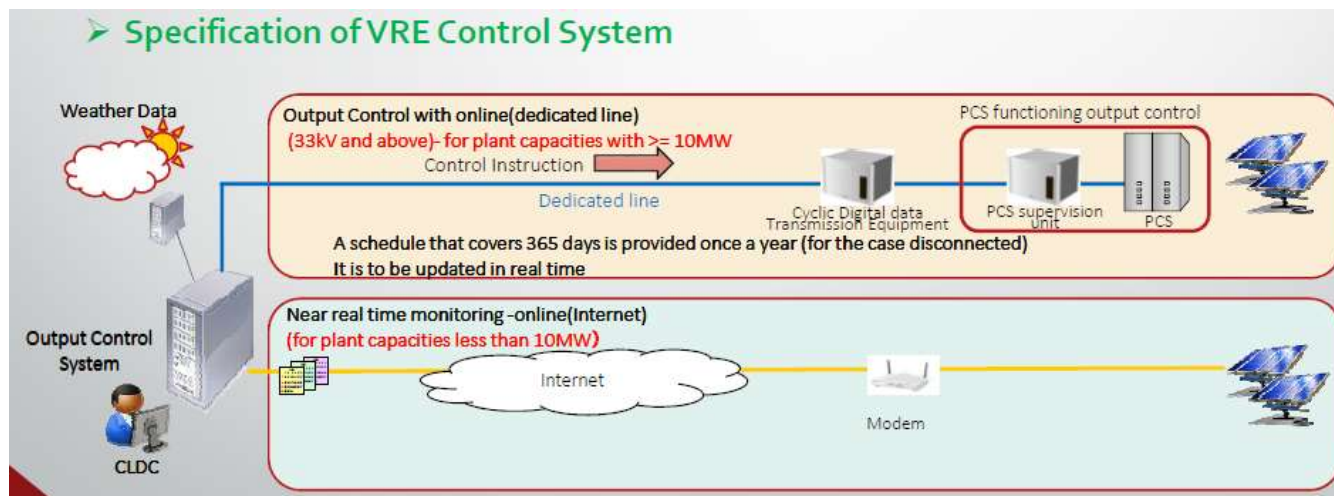 Specification of VRE Control System
Weather Data
Output Control with online(dedicated line)
(33kV and above)- for plant capacities with >= 10MW
Control Instruction
Dedicated line
PCS functioning output control
Cyclic Digital data
Transmission Equipment
PCS supervision
unit
PCS
A schedule that covers 365 days is provided once a year (for the case disconnected)
It is to be updated in real time
Output Control
System
CLDC
Near real time monitoring -online(Internet)
(for plant capacities less than 10MW)
Internet
Modem